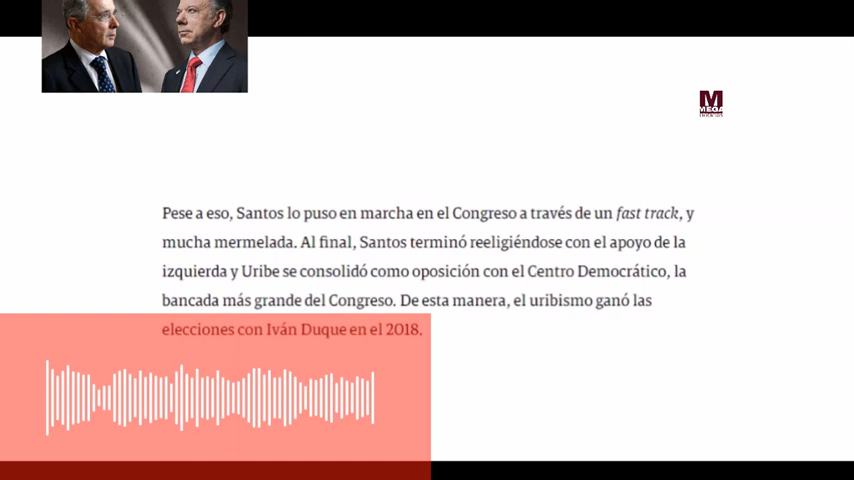 M
MEGA
Pese a eso, Santos lo puso en marcha en el Congreso a través de un fast track, y
mucha mermelada. Al final, Santos terminó reeligiéndose con el apoyo de la
izquierda y Uribe se consolidó como oposición con el Centro Democrático, la
bancada más grande del Congreso. De esta manera, el uribismo ganó las
elecciones con Iván Duque en el 2018.